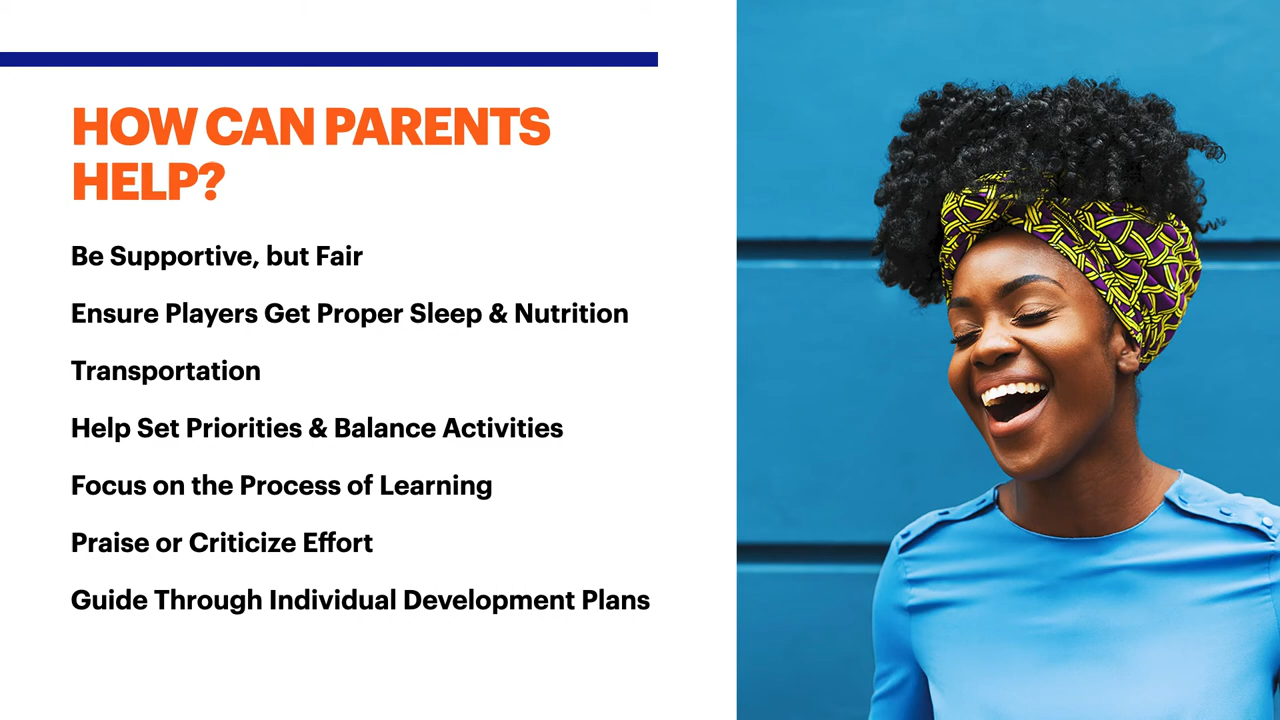 HOW CAN PARENTS
HELP?
Be Supportive, but Fair
Ensure Players Get Proper Sleep & Nutrition
Transportation
Help Set Priorities & Balance Activities
Focus on the Process of Learning
Praise or Criticize Effort
Guide Through Individual Development Plans